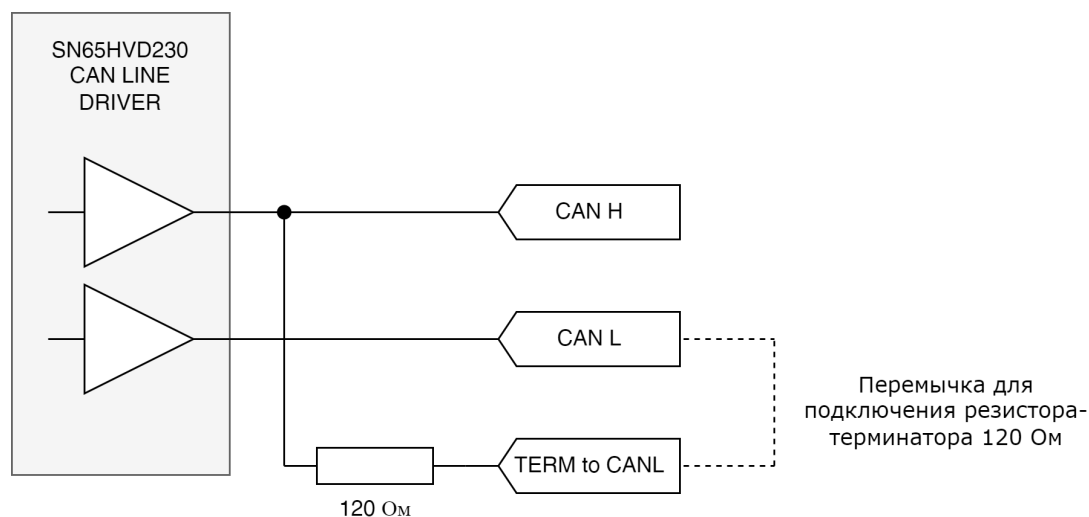 SN65HVD230
CAN LINE
DRIVER
CAN H
CAN L
Перемычка для
подключения резистора-
терминатора 120 Ом
TERM to CANL
120 Ом